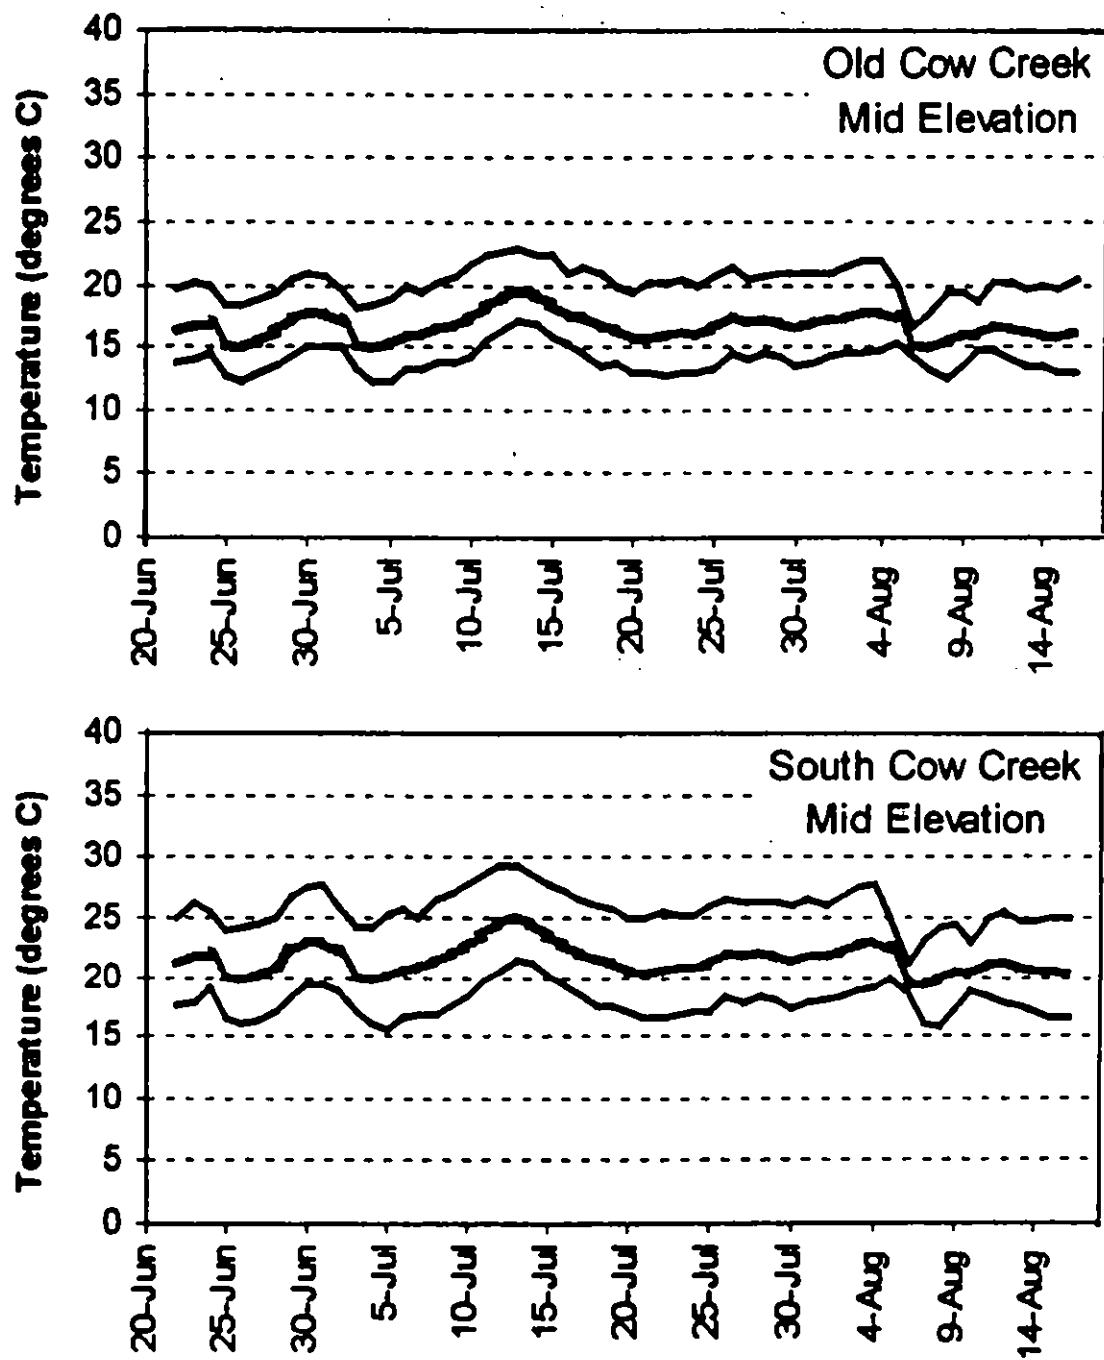 Old Cow Creek
Mid Elevation
Temperature (degrees C)
40
35
30
25
20
15
10
5
0
20-Jun
25-Jun
30-Jun
5-Jul
10-Jul
15-Jul
20-Jul
25-Jul
30-Jul
4-Aug
9-Aug
14-Aug
South Cow Creek
Mid Elevation
Temperature (degrees C)
40
35
30
25
20
15
10
5
0
20-Jun
25-Jun
30-Jun
5-Jul
10-Jul
15-Jul
20-Jul
25-Jul
30-Jul
4-Aug
9-Aug
14-Aug